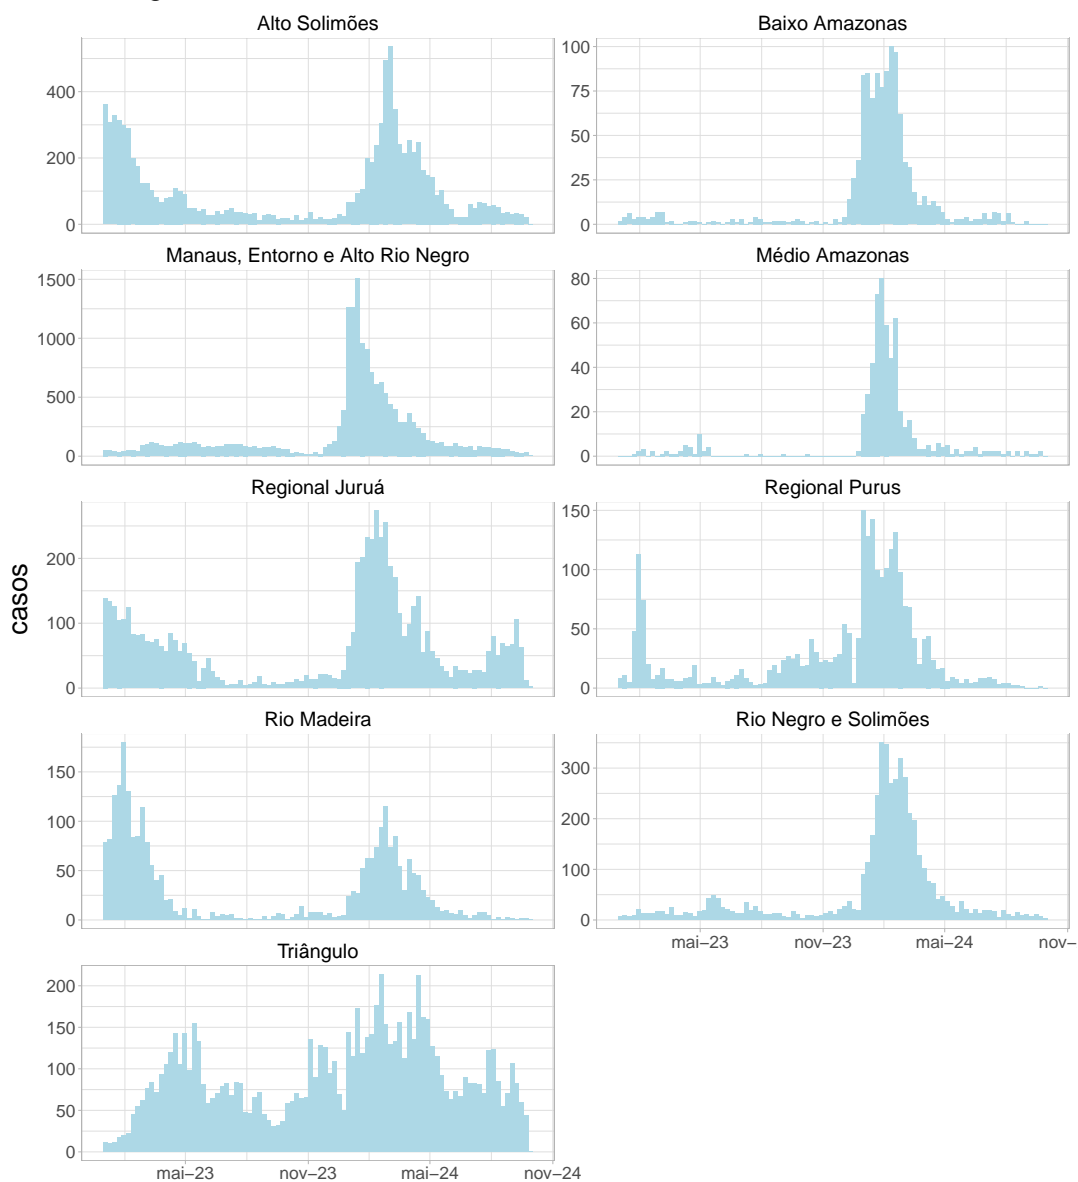 Alto Solimões
Baixo Amazonas
400
200
0
100
75
50
25
0
Manaus, Entorno e Alto Rio Negro
Médio Amazonas
1500
1000
500
0
80
60
40
20
0
Regional Juruá
Regional Purus
200
100
0
150
100
50
0
casos
Rio Madeira
Rio Negro e Solimões
150
100
50
0
300
200
100
0
mai–23
nov–23
mai–24
nov–
Triângulo
200
150
100
50
0
mai–23
nov–23
mai–24
nov–24